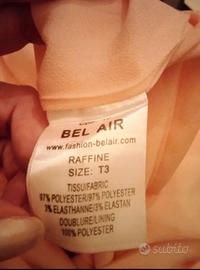 BEL AIR
www.fashion-belair.com
RAFFINE
SIZE: T3
TISSU/FABRIC
97% POLYESTER/97% POLYESTER
3% ELASTHANNE/3% ELASTAN
DOUBLURE/LINING
100% POLYESTER
subito